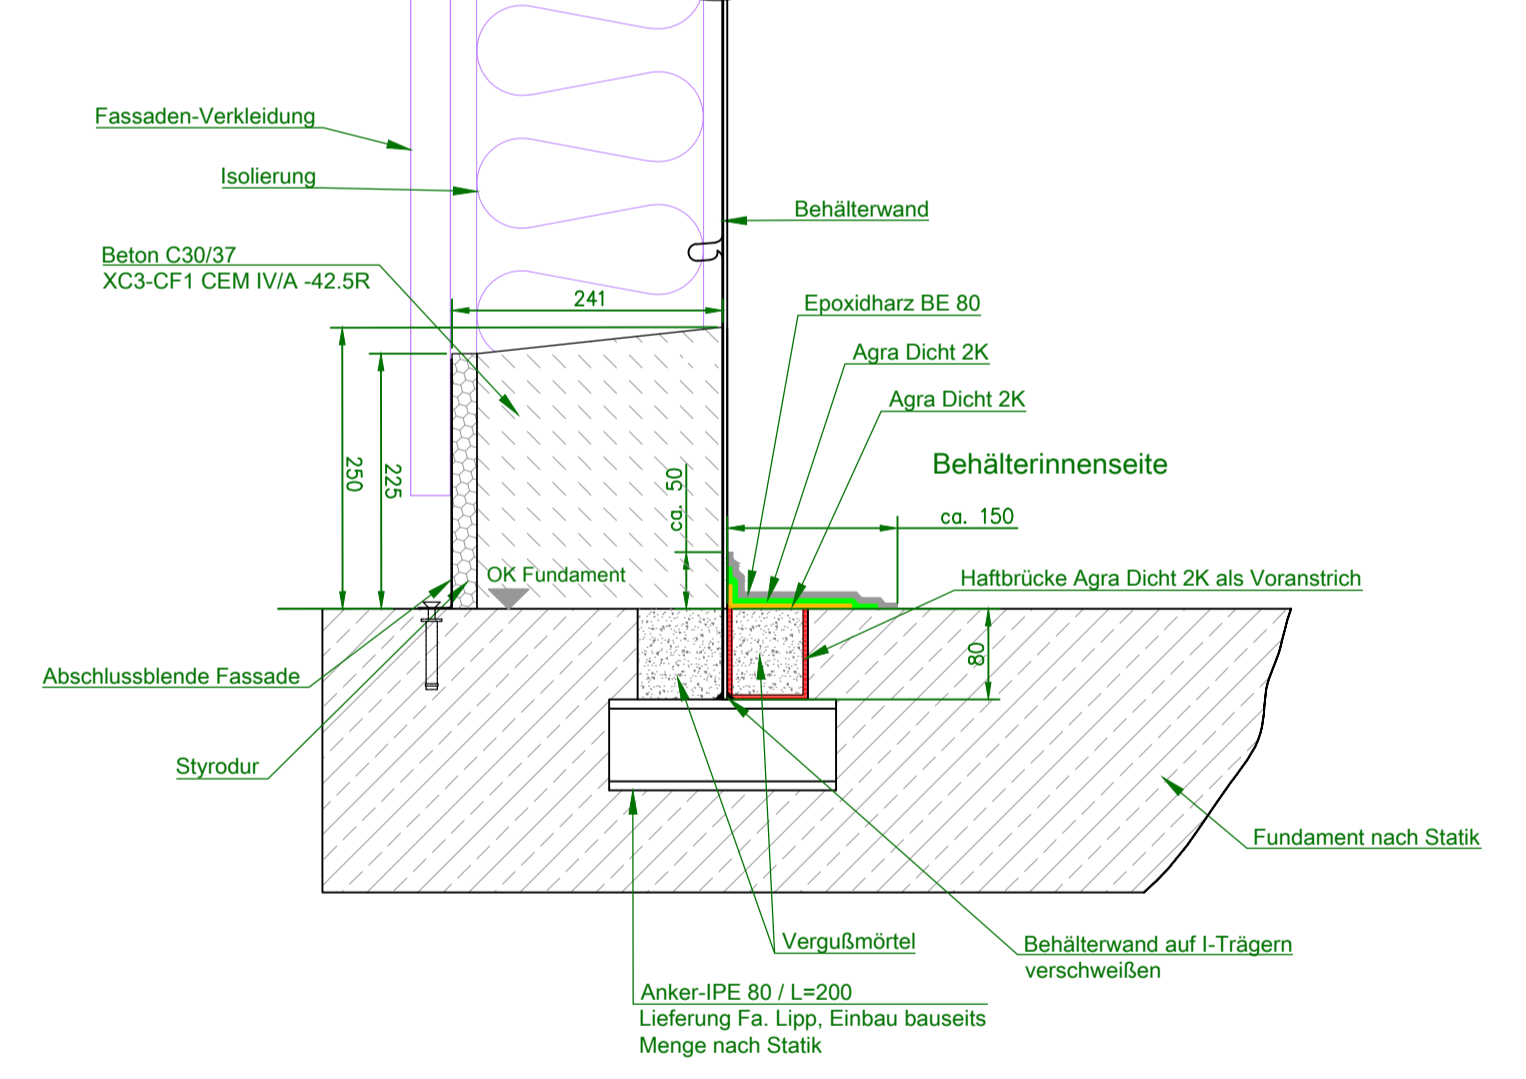 Fassaden-Verkleidung
Isolierung
Behälterwand
Beton C30/37
XC3-CF1 CEM IV/A -42.5R
241
Epoxidharz BE 80
Agra Dicht 2K
Agra Dicht 2K
Behälterinnenseite
250
225
ca. 50
ca. 150
OK Fundament
Haftbrücke Agra Dicht 2K als Voranstrich
80
Abschlussblende Fassade
Styrodur
Fundament nach Statik
Vergußmörtel
Behälterwand auf I-Trägern
verschweißen
Anker-IPE 80 / L=200
Lieferung Fa. Lipp, Einbau bauseits
Menge nach Statik